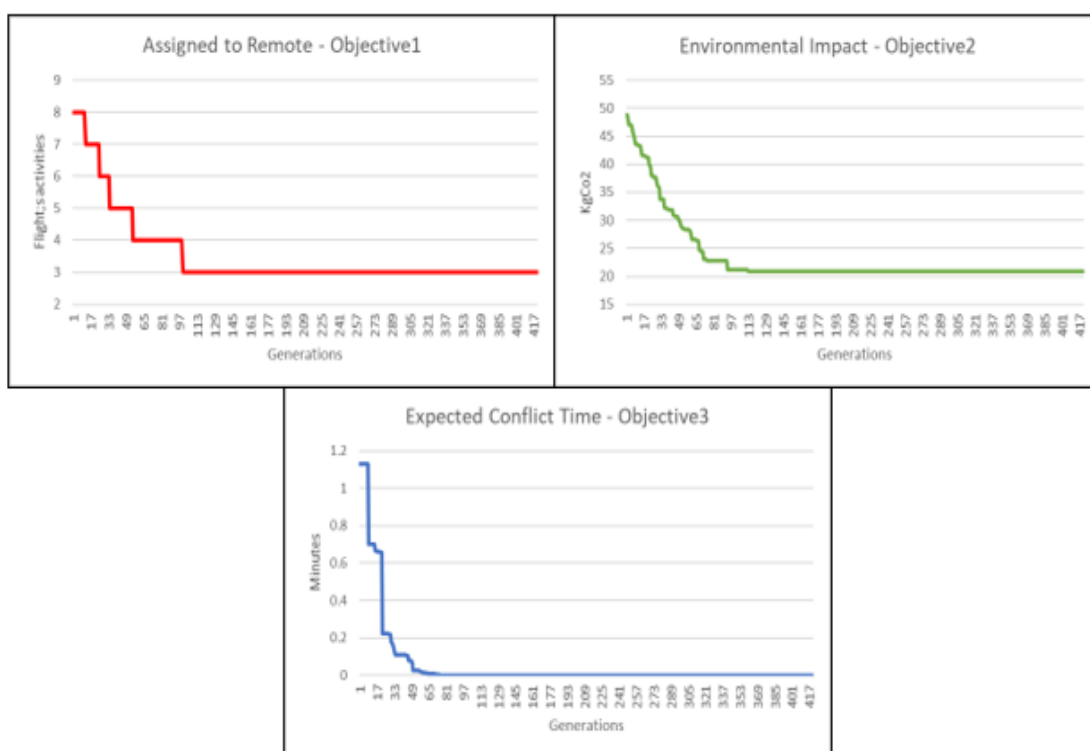 Assigned to Remote - Objective1
9
8
7
6
5
4
3
2
Flight;s activities
1 17 33 49 65 81 97 113 129 145 161 177 193 209 225 241 257 273 289 305 321 337 353 369 385 401 417
Generations
Environmental Impact - Objective2
55
50
45
40
35
30
25
20
15
KgCo2
1 17 33 49 65 81 97 113 129 145 161 177 193 209 225 241 257 273 289 305 321 337 353 369 385 401 417
Generations
Expected Conflict Time - Objective3
1.2
1
0.8
0.6
0.4
0.2
0
Minutes
1 17 33 49 65 81 97 113 129 145 161 177 193 209 225 241 257 273 289 305 321 337 353 369 385 401 417
Generations